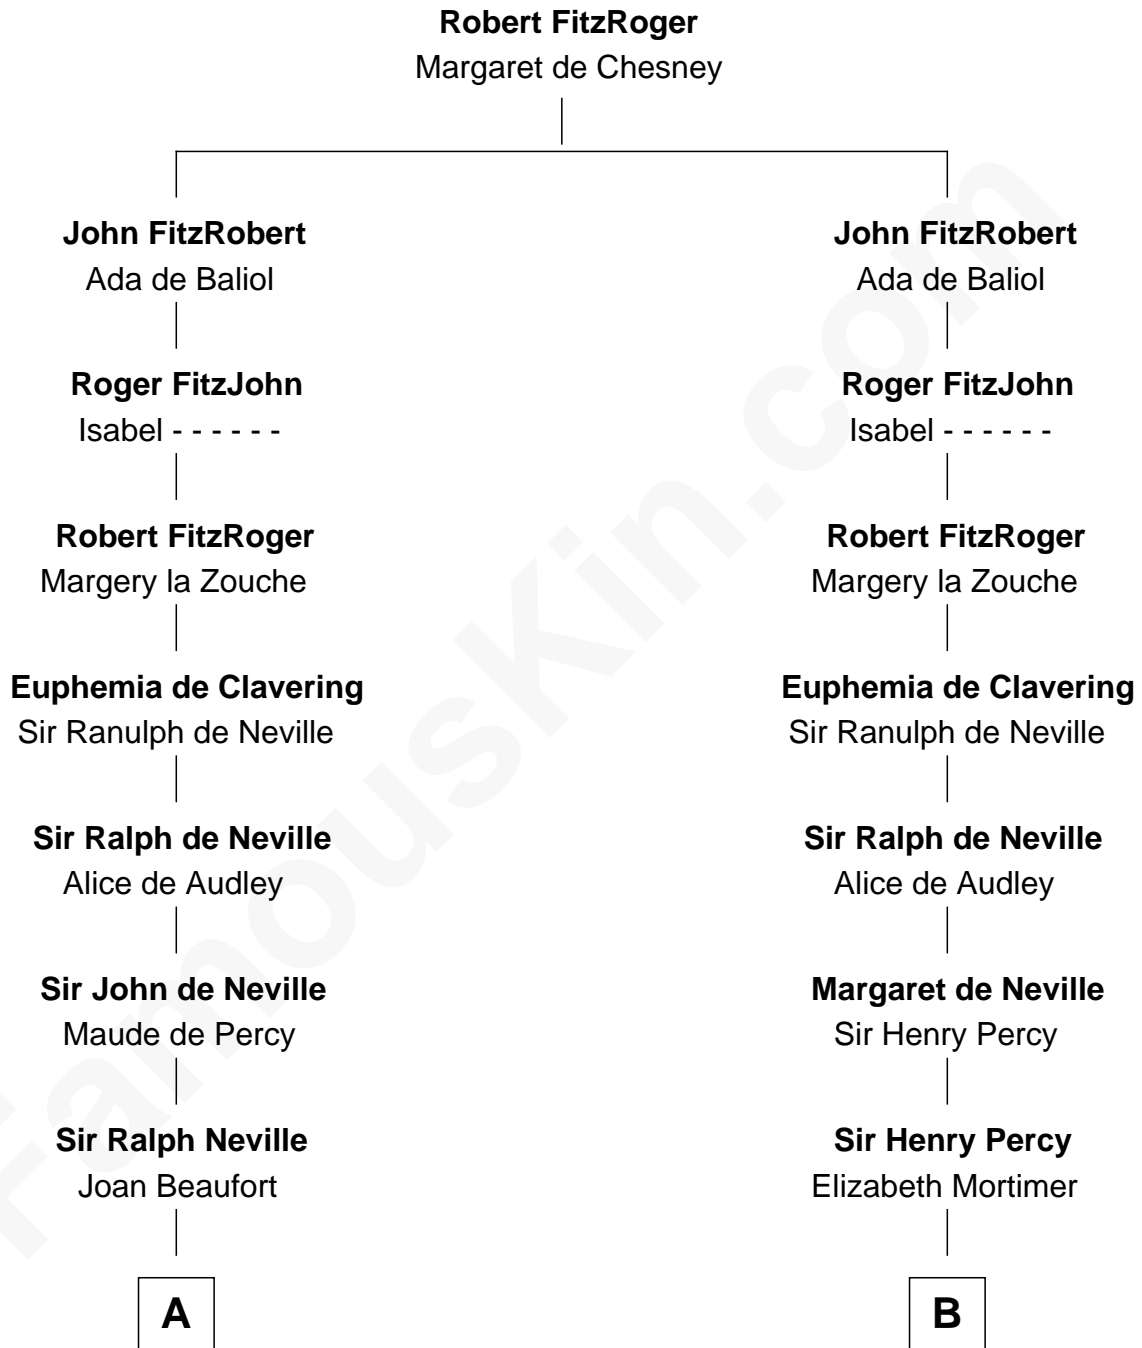 Robert FitzRoger
Margaret de Chesney
John FitzRobert
Ada de Baliol
Roger FitzJohn
Isabel - - - - - -
Robert FitzRoger
Margery la Zouche
Euphemia de Clavering
Sir Ranulph de Neville
Sir Ralph de Neville
Alice de Audley
Sir John de Neville
Maude de Percy
Sir Ralph Neville
Joan Beaufort
A
John FitzRobert
Ada de Baliol
Roger FitzJohn
Isabel - - - - - -
Robert FitzRoger
Margery la Zouche
Euphemia de Clavering
Sir Ranulph de Neville
Sir Ralph de Neville
Alice de Audley
Margaret de Neville
Sir Henry Percy
Sir Henry Percy
Elizabeth Mortimer
B
FamousKin.com